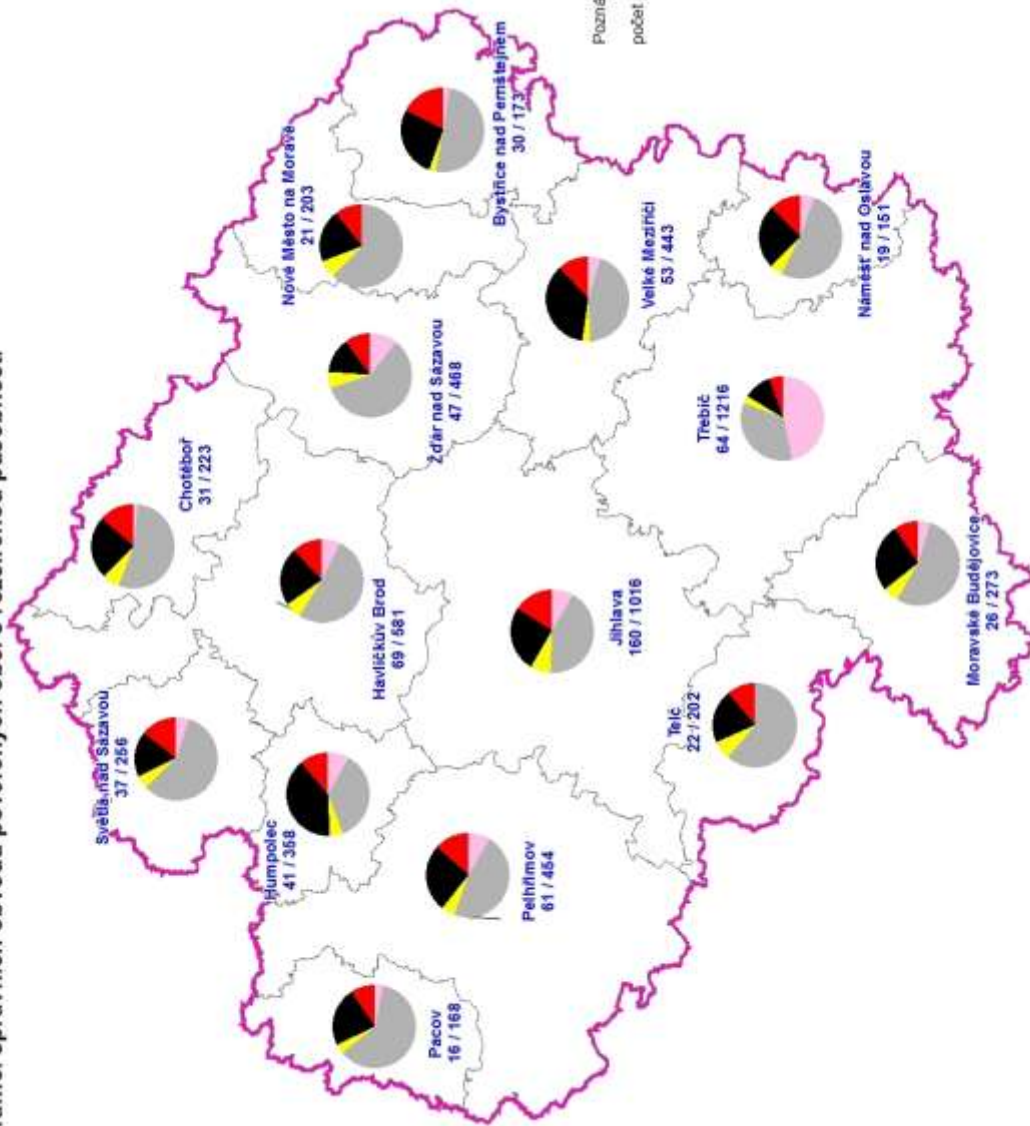 Světlá nad Sázavou
37 / 256
Chotěboř
31 / 223
Nové Město na Moravě
21 / 203
Humpolec
41 / 358
Havlíčkův Brod
69 / 581
Žďár nad Sázavou
47 / 468
Bystřice nad Pernštejnem
30 / 173
Pacov
16 / 168
Pelhřimov
61 / 454
Jihlava
160 / 1016
Velké Meziříčí
53 / 443
Telč
22 / 202
Třebíč
64 / 1216
Náměšť nad Oslavou
19 / 151
Moravské Budějovice
26 / 273
Pozná
počet